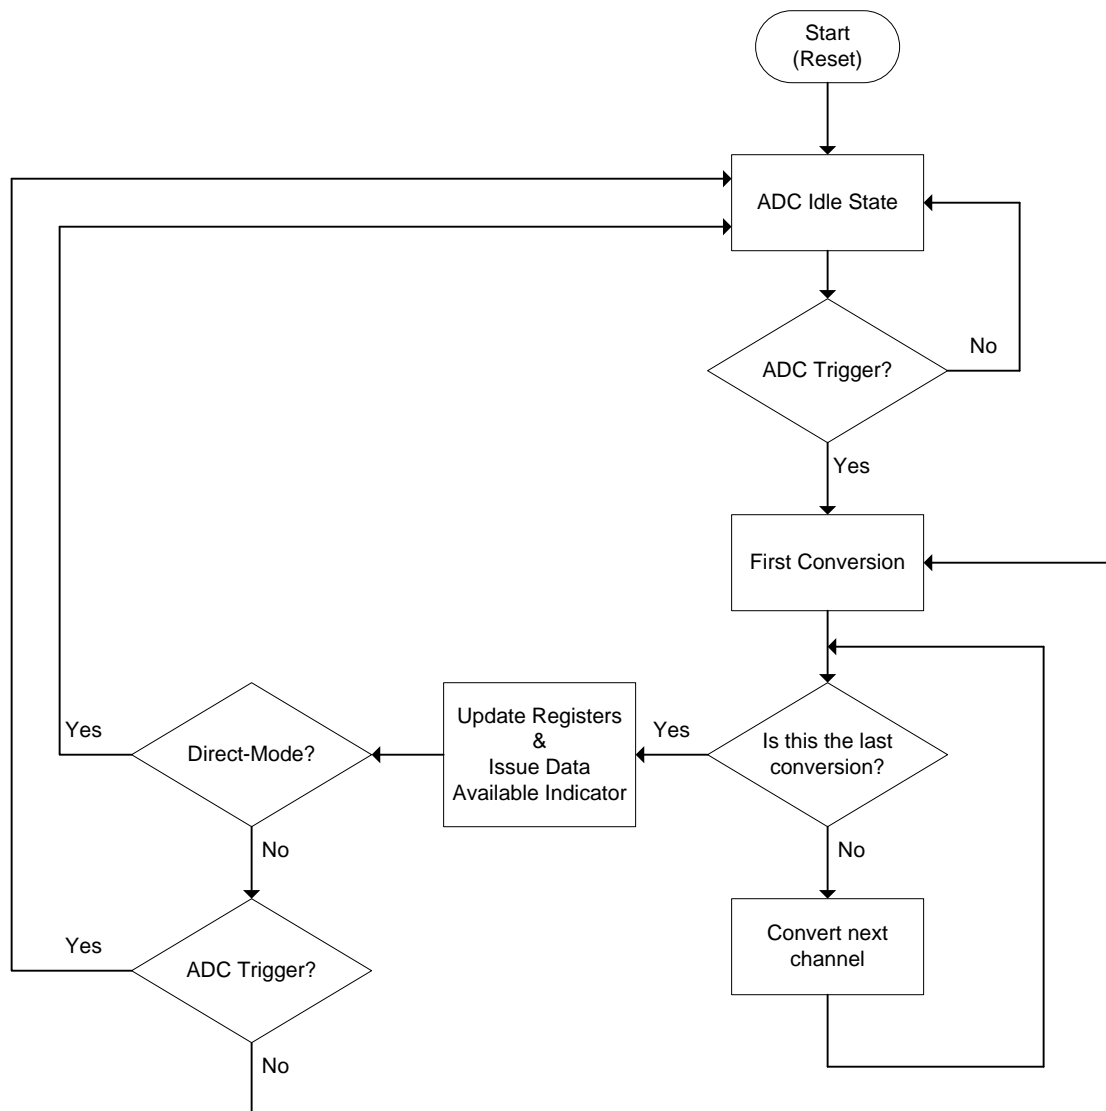 Start
(Reset)
ADC Idle State
ADC Trigger?
No
Yes
First Conversion
Is this the last
conversion?
Yes
Update Registers
&
Issue Data
Available Indicator
Direct-Mode?
Yes
No
No
Convert next
channel
ADC Trigger?
Yes
No